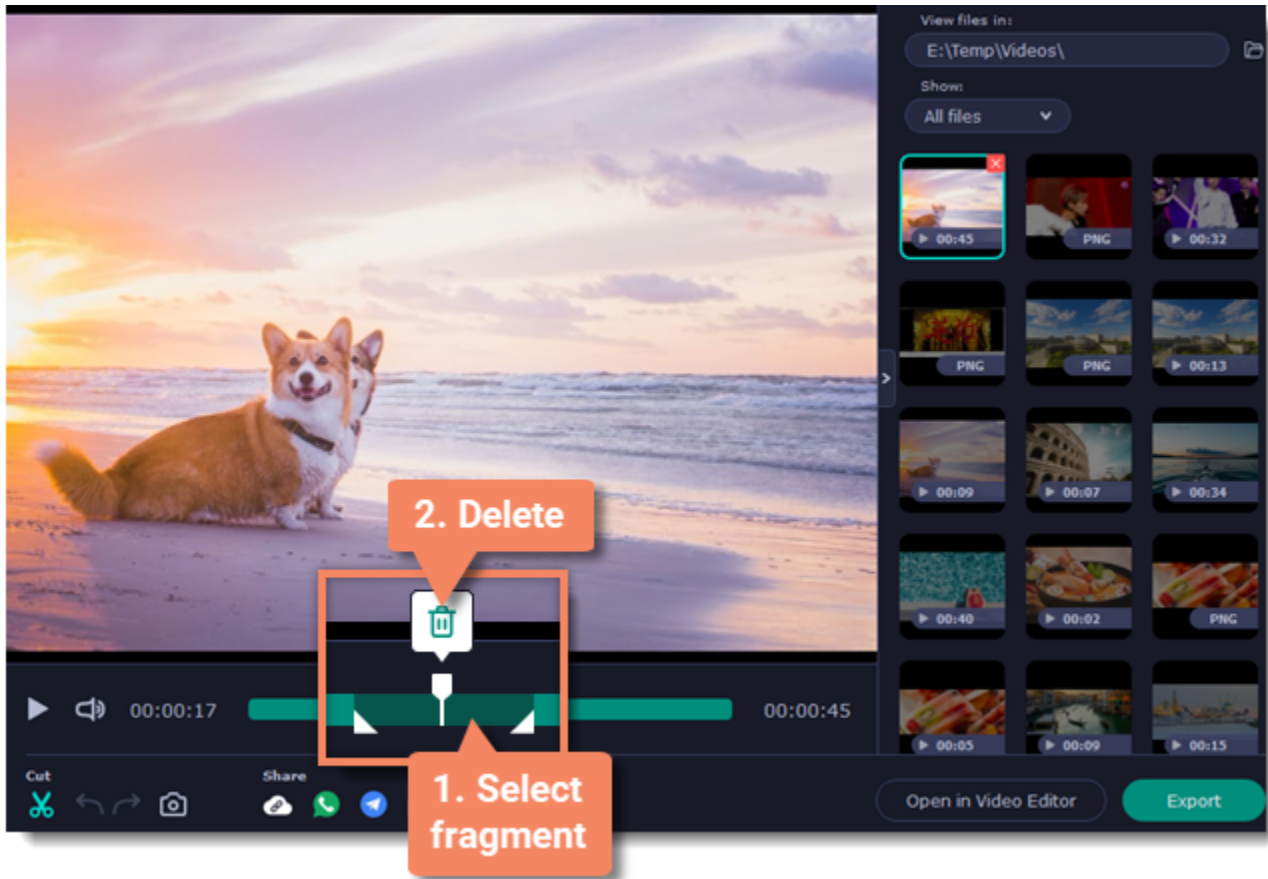 View files in:
E:\Temp\Videos\
Show:
All files
00:45
PNG
00:32
PNG
PNG
00:13
00:09
00:07
00:34
00:40
00:02
PNG
00:05
00:09
00:15
2. Delete
00:00:17
00:00:45
1. Select
fragment
Cut
Share
Open in Video Editor
Export